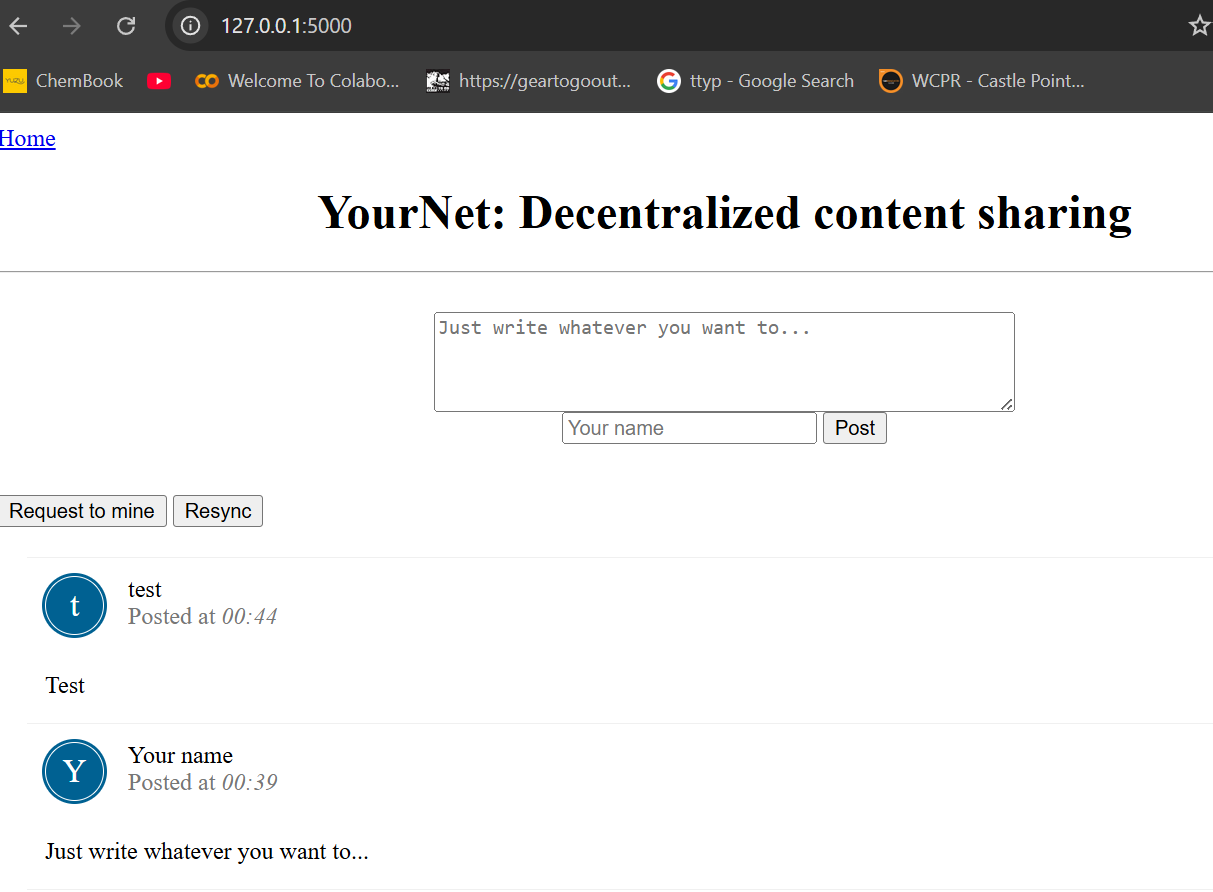 127.0.0.1:5000
YUZU ChemBook Welcome To Colabo... https://geartogoout... ttyp - Google Search WCPR - Castle Point...
Home
YourNet: Decentralized content sharing
Just write whatever you want to...
Your name Post
Request to mine Resync
t test
Posted at 00:44
Test
Y Your name
Posted at 00:39
Just write whatever you want to...